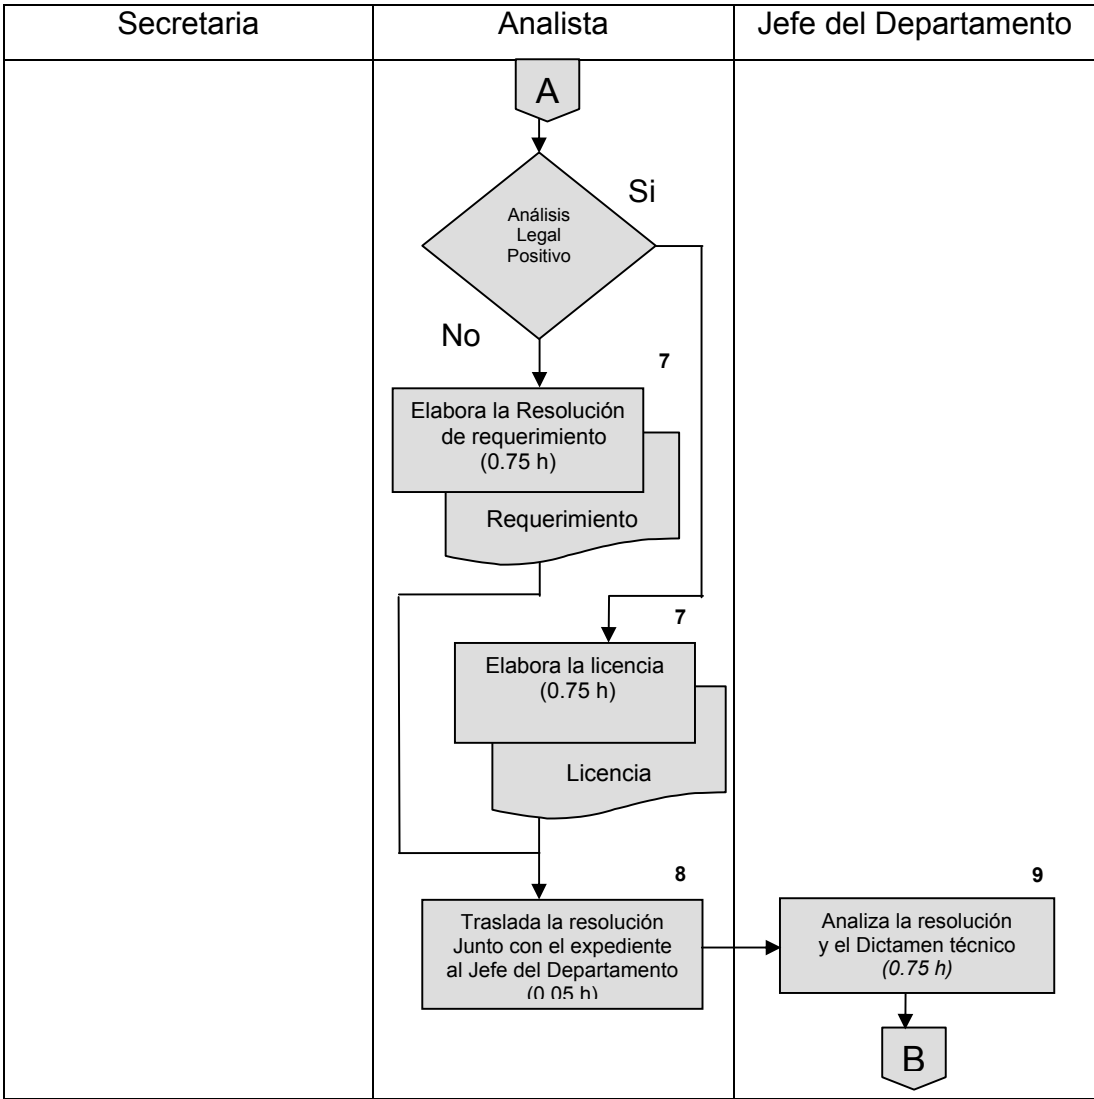 Secretaria
Analista
Jefe del Departamento
A
Análisis
Legal
Positivo
Si
No
7
Elabora la Resolución
de requerimiento
(0.75 h)
Requerimiento
7
Elabora la licencia
(0.75 h)
Licencia
8
Traslada la resolución
Junto con el expediente
al Jefe del Departamento
(0.05 h)
9
Analiza la resolución
y el Dictamen técnico
(0.75 h)
B